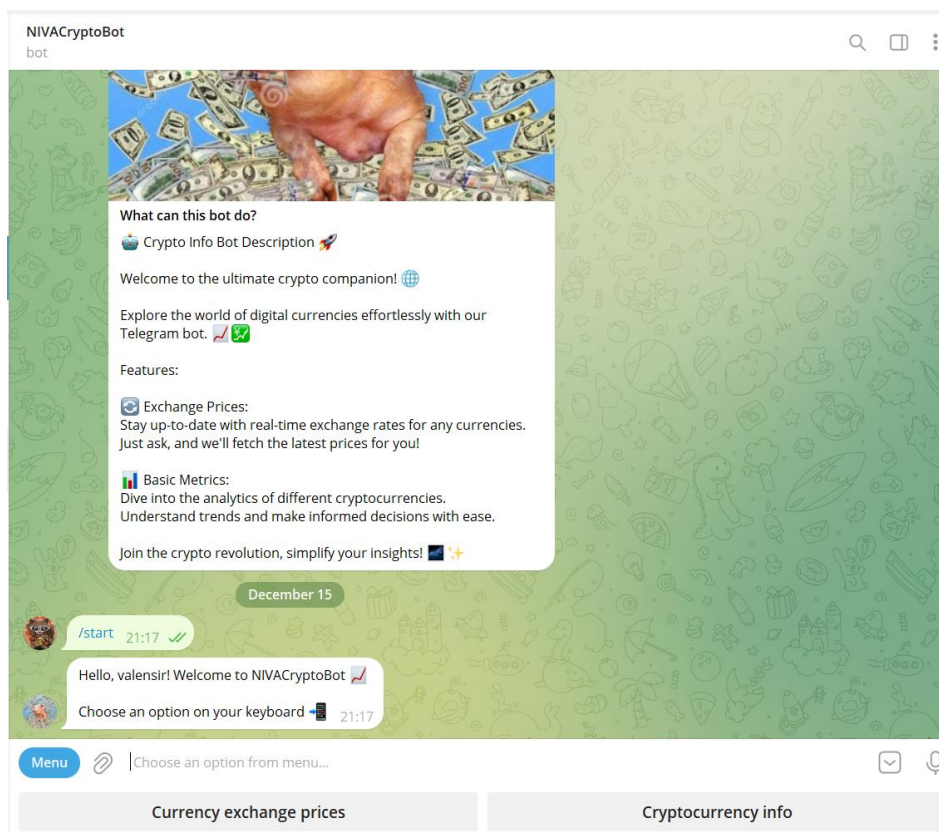 NIVACryptoBot
bot
What can this bot do?
🤖 Crypto Info Bot Description 🚀
Welcome to the ultimate crypto companion! 🌐
Explore the world of digital currencies effortlessly with our
Telegram bot. 📈 💹
Features:
🔄 Exchange Prices:
Stay up-to-date with real-time exchange rates for any currencies.
Just ask, and we'll fetch the latest prices for you!
📊 Basic Metrics:
Dive into the analytics of different cryptocurrencies.
Understand trends and make informed decisions with ease.
Join the crypto revolution, simplify your insights! 🌌✨
December 15
/start 21:17
Hello, valensir! Welcome to NIVACryptoBot 📈
Choose an option on your keyboard 📲 21:17
Menu
Choose an option from menu...
Currency exchange prices
Cryptocurrency info